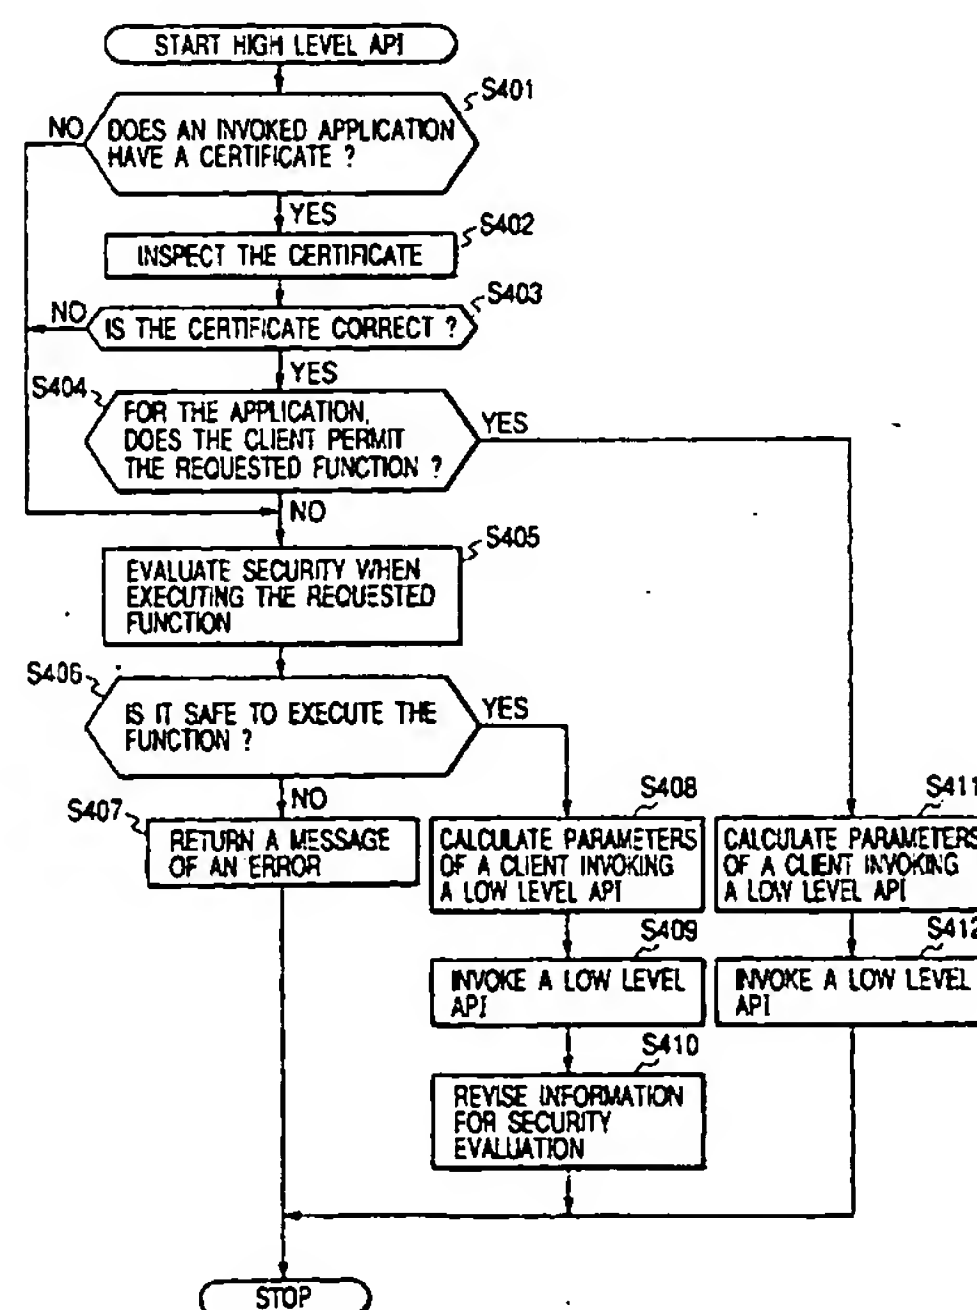 START HIGH LEVEL API
S401
NO
DOES AN INVOKED APPLICATION
HAVE A CERTIFICATE ?
YES
S402
INSPECT THE CERTIFICATE
S403
NO
IS THE CERTIFICATE CORRECT ?
YES
S404
FOR THE APPLICATION,
DOES THE CLIENT PERMIT
THE REQUESTED FUNCTION ?
YES
NO
S405
EVALUATE SECURITY WHEN
EXECUTING THE REQUESTED
FUNCTION
S406
IS IT SAFE TO EXECUTE THE
FUNCTION ?
YES
NO
S407
RETURN A MESSAGE
OF AN ERROR
S408
CALCULATE PARAMETERS
OF A CLIENT INVOKING
A LOW LEVEL API
S411
CALCULATE PARAMETERS
OF A CLIENT INVOKING
A LOW LEVEL API
S409
INVOKE A LOW LEVEL
API
S412
INVOKE A LOW LEVEL
API
S410
REVISE INFORMATION
FOR SECURITY
EVALUATION
STOP